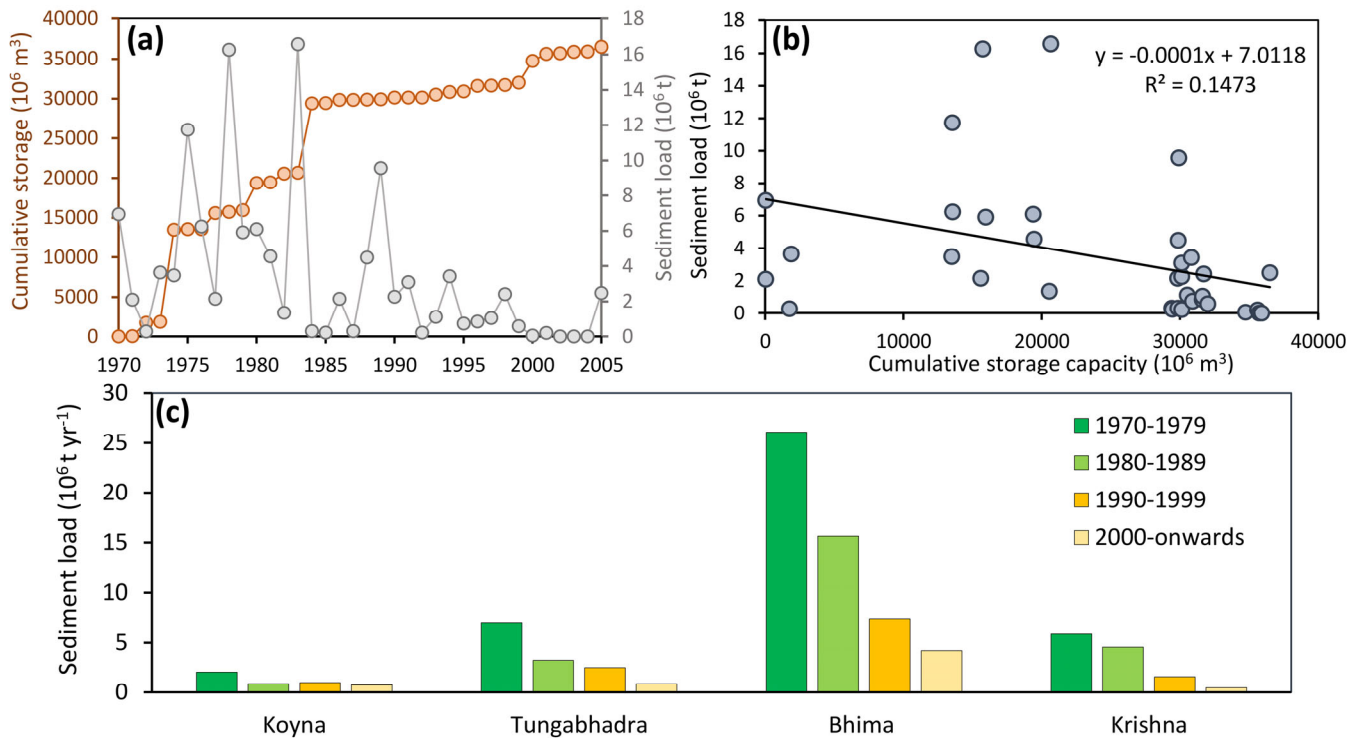 (a)
Cumulative storage (10⁶ m³)
40000
35000
30000
25000
20000
15000
10000
5000
0
18
16
14
12
10
8
6
4
2
0
Sediment load (10⁶ t)
1970 1975 1980 1985 1990 1995 2000 2005
(b)
y = -0.0001x + 7.0118
R² = 0.1473
Sediment load (10⁶ t)
18
16
14
12
10
8
6
4
2
0
0 10000 20000 30000 40000
Cumulative storage capacity (10⁶ m³)
(c)
Sediment load (10⁶ t yr⁻¹)
30
25
20
15
10
5
0
1970-1979
1980-1989
1990-1999
2000-onwards
Koyna Tungabhadra Bhima Krishna